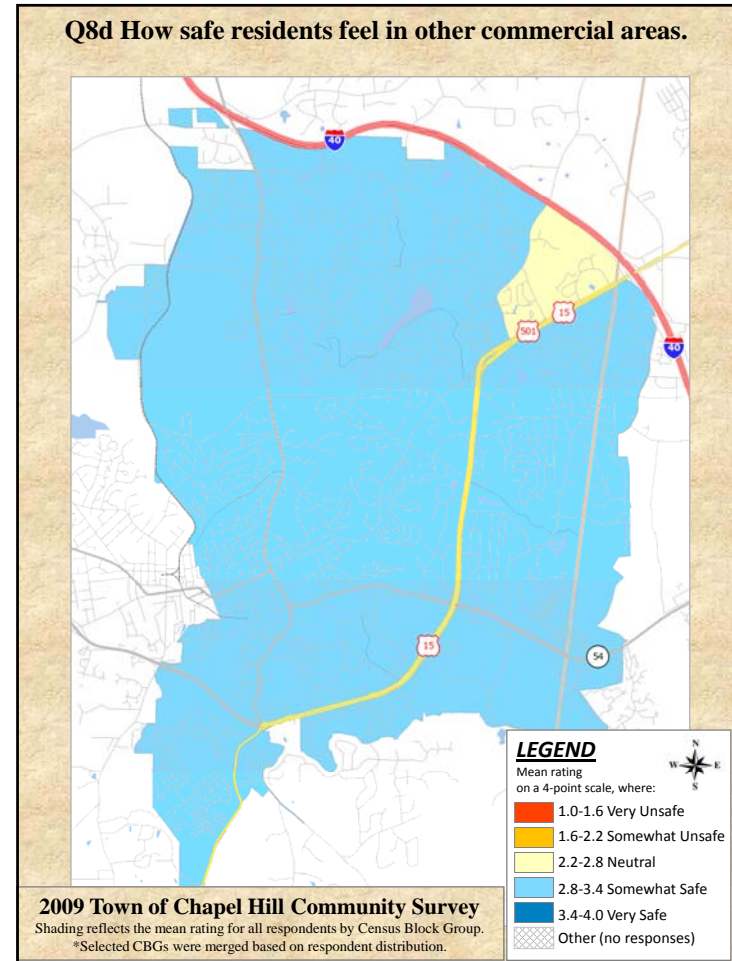 Q8d How safe residents feel in other commercial areas.
40
15
501
40
15
54
LEGEND
Mean rating
on a 4-point scale, where:
N
W E
S
1.0-1.6 Very Unsafe
1.6-2.2 Somewhat Unsafe
2.2-2.8 Neutral
2.8-3.4 Somewhat Safe
3.4-4.0 Very Safe
Other (no responses)
2009 Town of Chapel Hill Community Survey
Shading reflects the mean rating for all respondents by Census Block Group.
*Selected CBGs were merged based on respondent distribution.